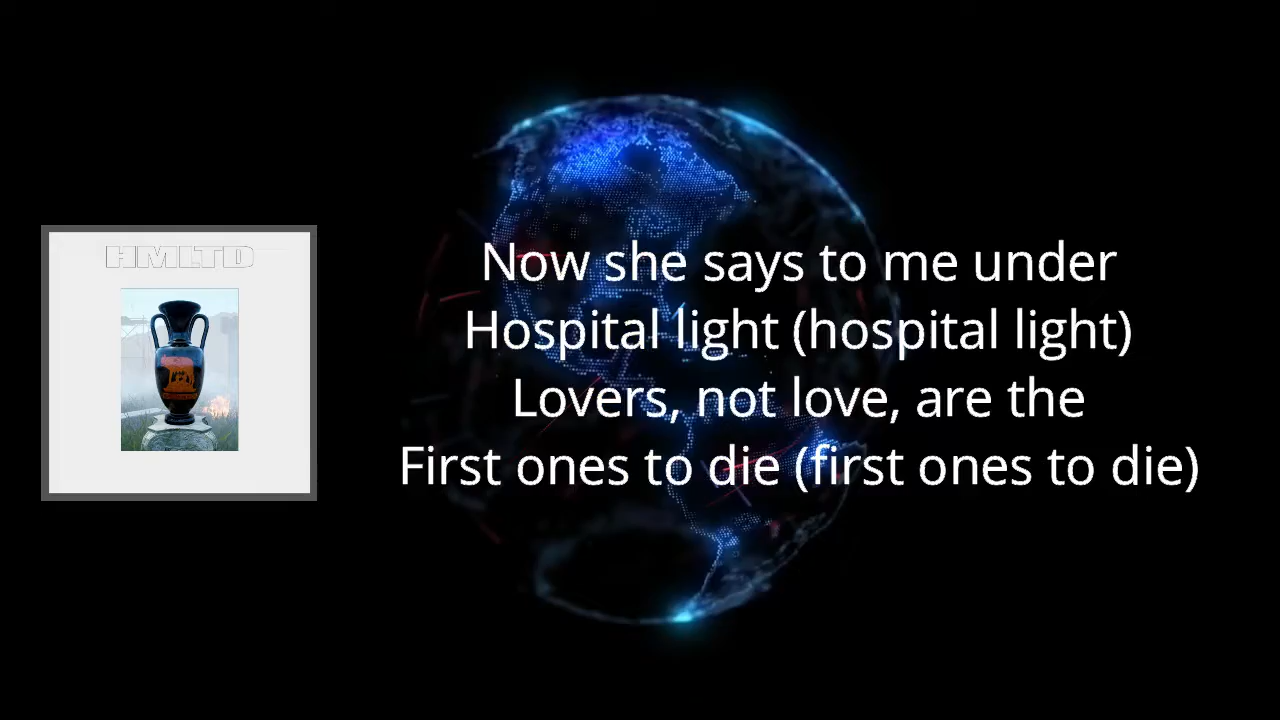 HMLTD
Now she says to me under
Hospital light (hospital light)
Lovers, not love, are the
First ones to die (first ones to die)